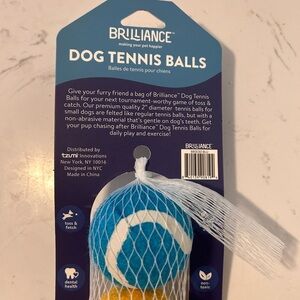 BRILLIANCE™
making your pet happier
DOG TENNIS BALLS
Balles de tennis pour chiens
Give your furry friend a bag of Brilliance™ Dog Tennis
Balls for your next tournament-worthy game of toss &
catch. Our premium quality 2" diameter tennis balls for
small dogs are felted like regular tennis balls, but with a
non-abrasive material that's gentle on dog's teeth. Get
your pup chasing after Brilliance™ Dog Tennis Balls for
daily play and exercise!
Distributed by
tzumi Innovations
New York, NY 10016
Designed in NYC
Made in China
BRILLIANCE
toss &
fetch
dental
health
non-
toxic